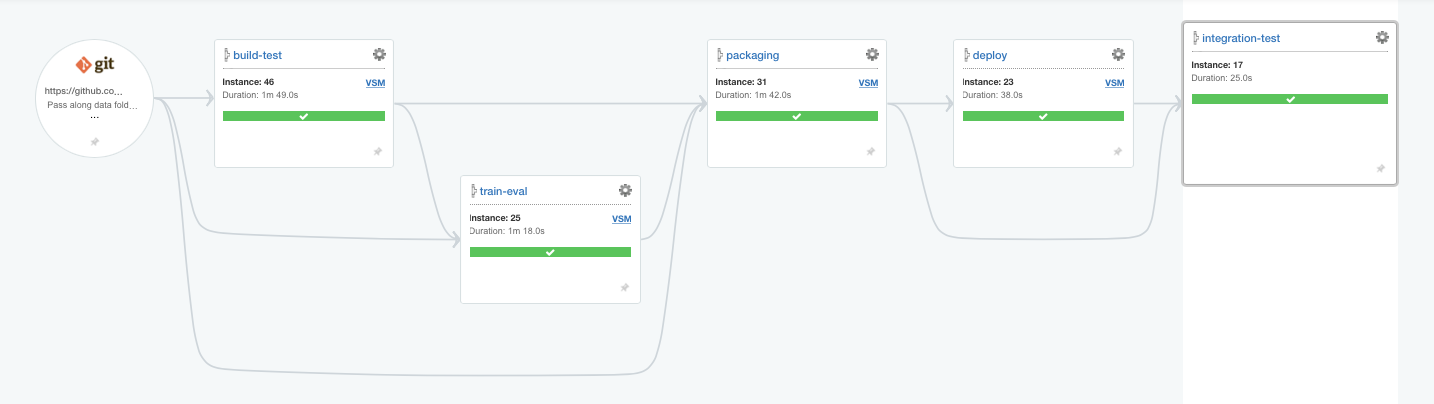 git
https://github.co...
Pass along data fold...
...
build-test
Instance: 46
VSM
Duration: 1m 49.0s
train-eval
Instance: 25
VSM
Duration: 1m 18.0s
packaging
Instance: 31
VSM
Duration: 1m 42.0s
deploy
Instance: 23
VSM
Duration: 38.0s
integration-test
Instance: 17
Duration: 25.0s